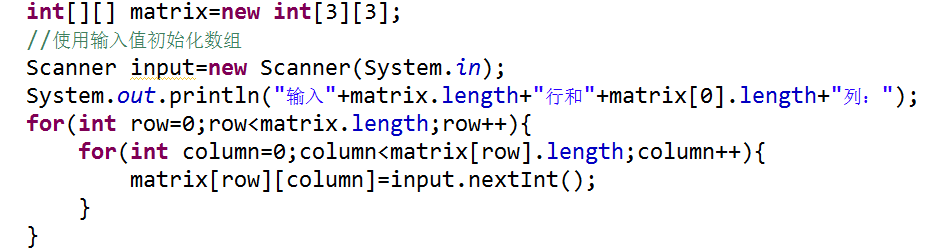 int[][] matrix=new int[3][3];
//使用输入值初始化数组
Scanner input=new Scanner(System.in);
System.out.println("输入"+matrix.length+"行和"+matrix[0].length+"列：");
for(int row=0;row<matrix.length;row++){
    for(int column=0;column<matrix[row].length;column++){
        matrix[row][column]=input.nextInt();
    }
}